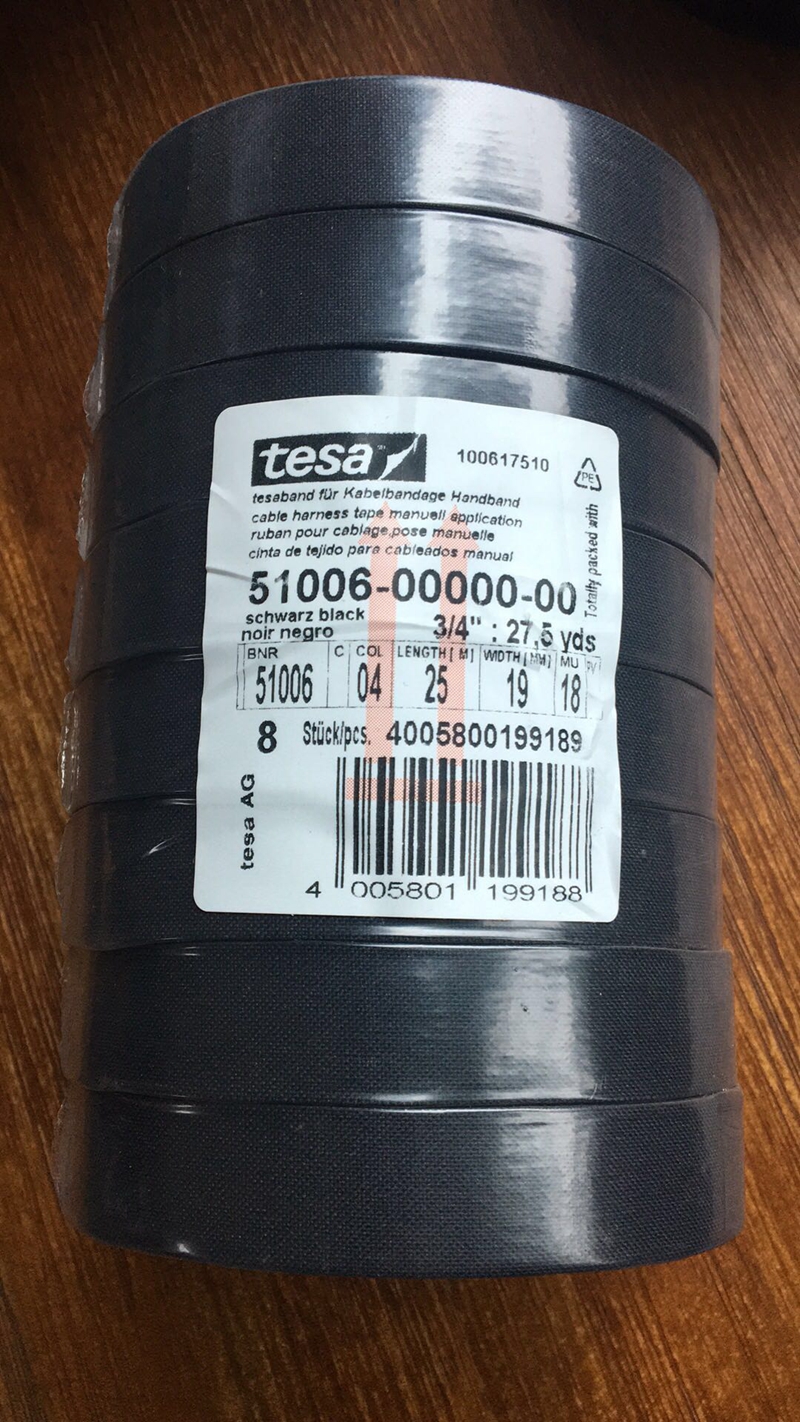 tesa
100617510
PE
tesaband für Kabelbandage Handband
cable harness tape manuell application
ruban pour cablage,pose manuelle
cinta de tejido para cableados manual
Totally packed with
51006-00000-00
schwarz black
noir negro
3/4" : 27,5 yds
BNR C COL LENGTH [ M ] WIDTH [ MM ] MU
51006 04 25 19 18
8 Stück/pcs. 4005800199189
tesa AG
4 005801 199188